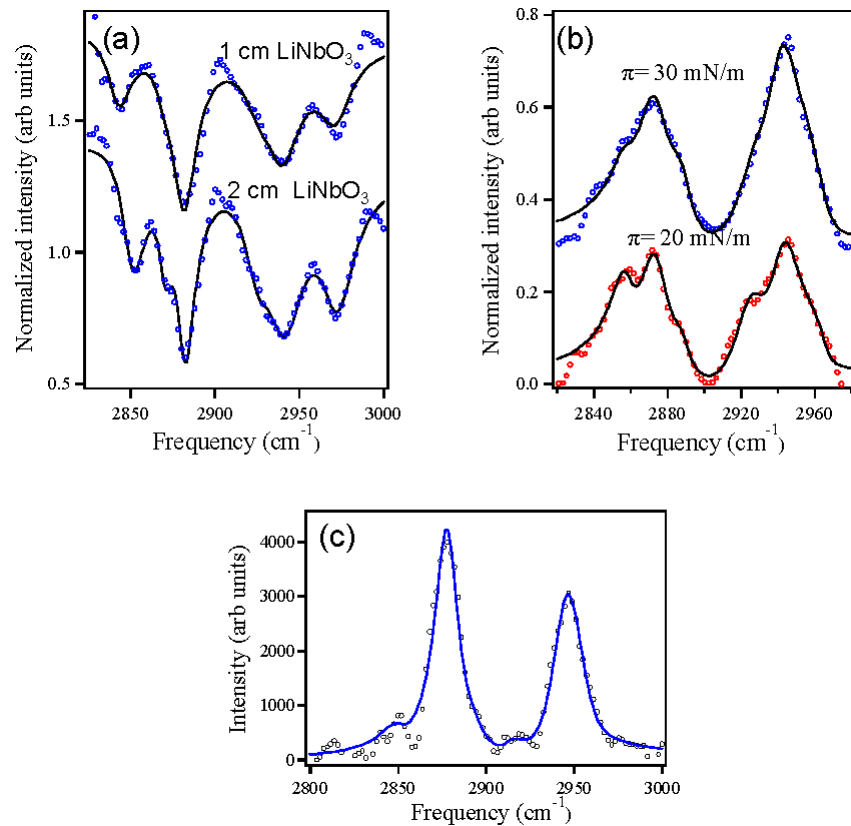 (a)
1 cm LiNbO3
2 cm LiNbO3
1.5
1.0
0.5
2850 2900 2950 3000
Normalized intensity (arb units)
Frequency (cm-1)
(b)
π= 30 mN/m
π= 20 mN/m
0.8
0.6
0.4
0.2
0.0
2840 2880 2920 2960
Normalized intensity (arb units)
Frequency (cm-1)
(c)
4000
3000
2000
1000
0
2800 2850 2900 2950 3000
Intensity (arb units)
Frequency (cm-1)